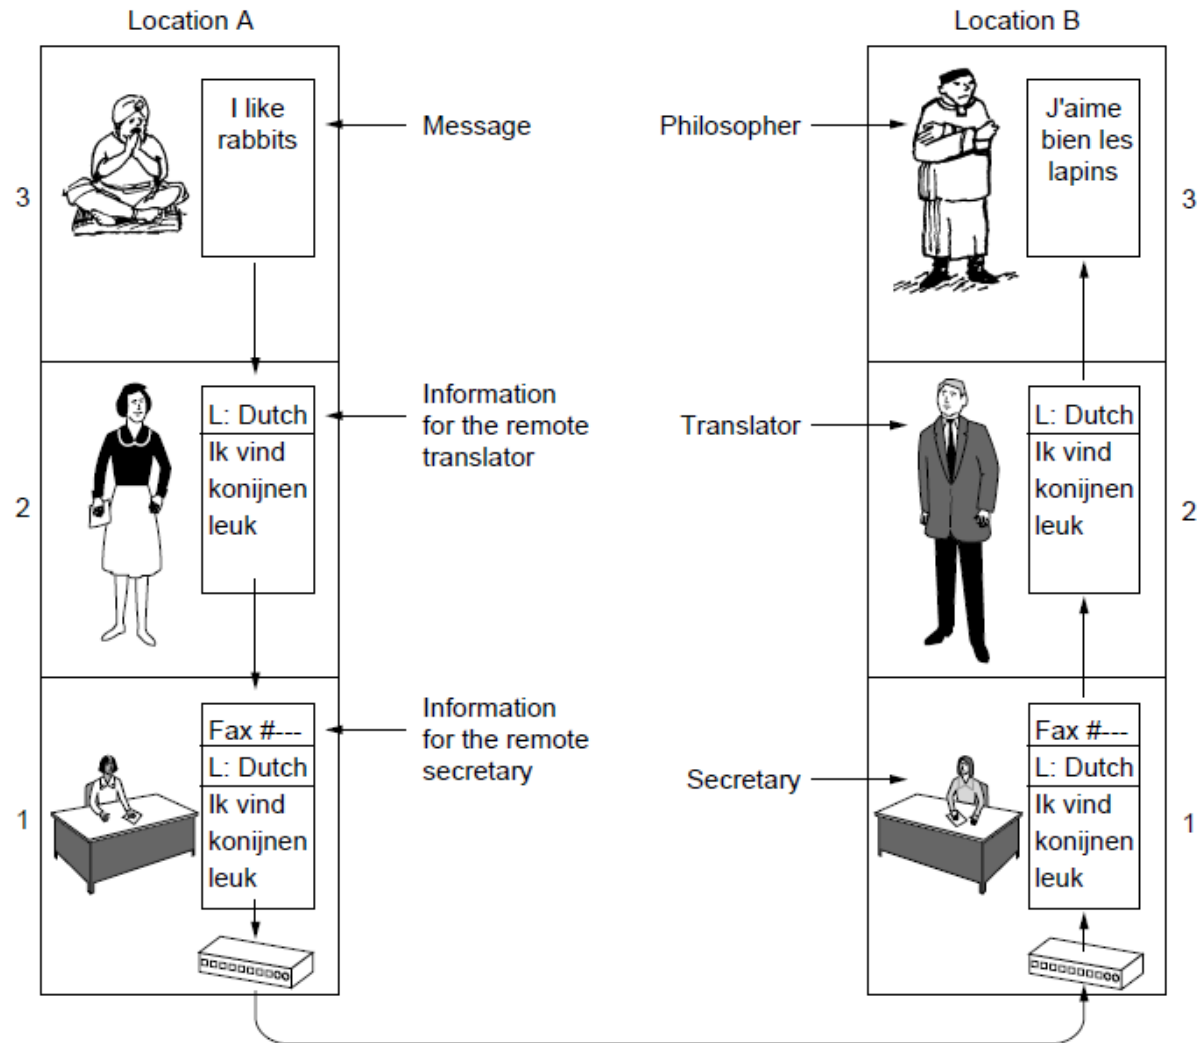 Location A
Location B
3
I like
rabbits
Message
Philosopher
J'aime
bien les
lapins
3
2
L: Dutch
Ik vind
konijnen
leuk
Information
for the remote
translator
Translator
L: Dutch
Ik vind
konijnen
leuk
2
1
Fax #---
L: Dutch
Ik vind
konijnen
leuk
Information
for the remote
secretary
Secretary
Fax #---
L: Dutch
Ik vind
konijnen
leuk
1